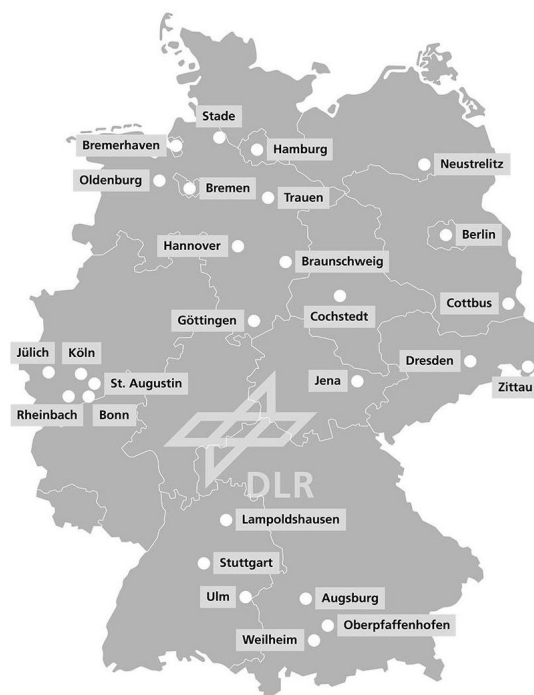 Stade
Bremerhaven
Hamburg
Neustrelitz
Oldenburg
Bremen
Trauen
Berlin
Hannover
Braunschweig
Cottbus
Cochstedt
Göttingen
Jülich
Köln
Dresden
St. Augustin
Jena
Zittau
Rheinbach
Bonn
DLR
Lampoldshausen
Stuttgart
Ulm
Augsburg
Oberpfaffenhofen
Weilheim